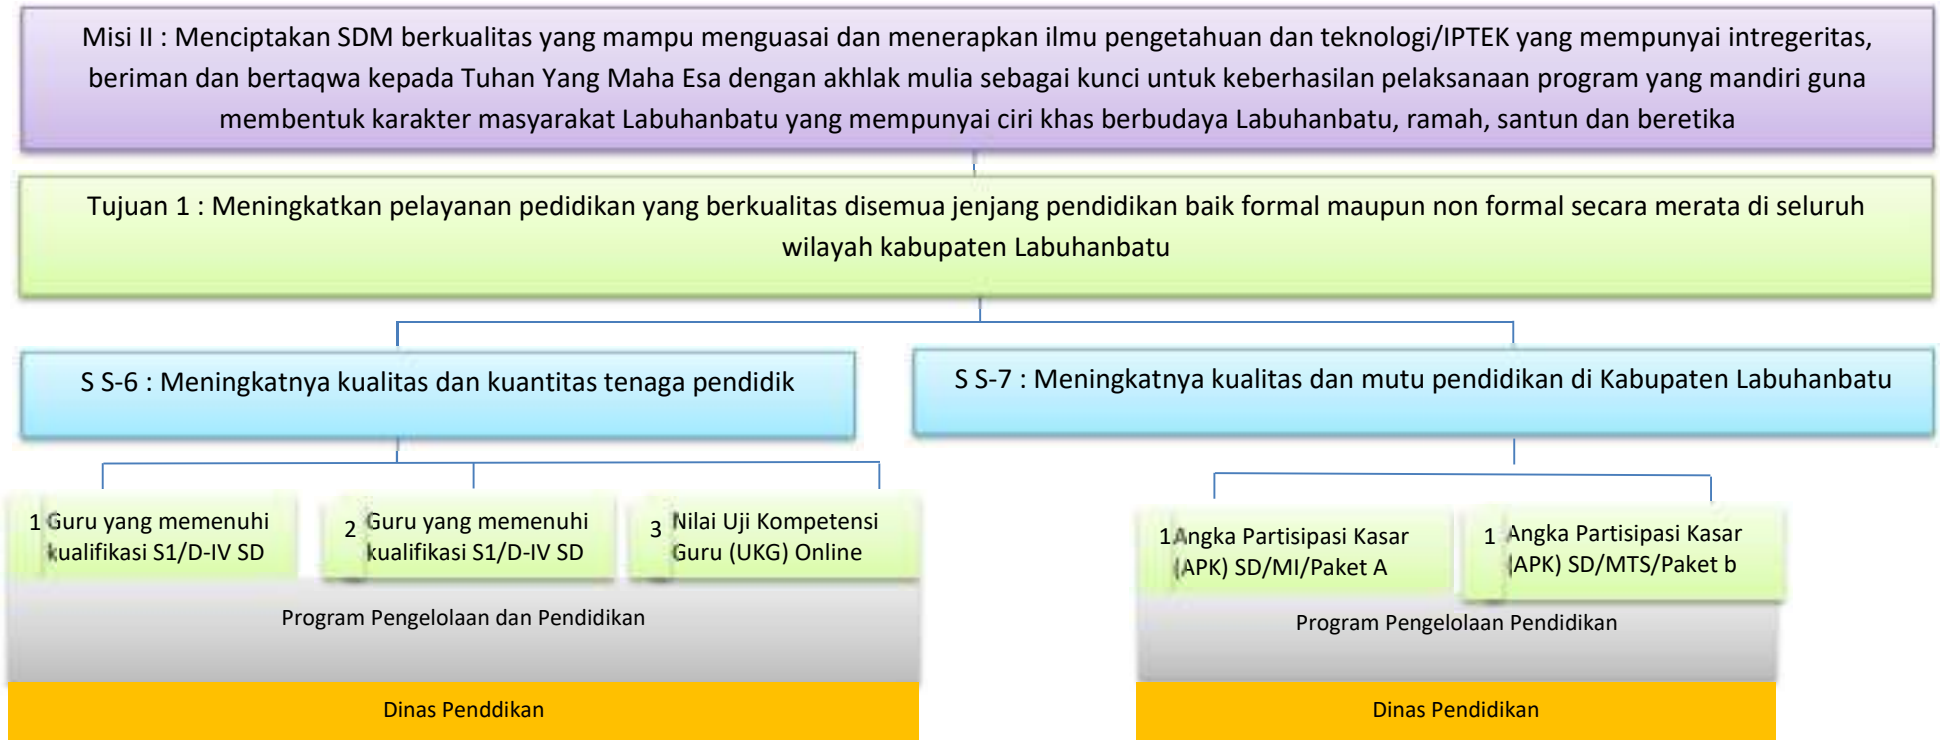 Misi II : Menciptakan SDM berkualitas yang mampu menguasai dan menerapkan ilmu pengetahuan dan teknologi/IPTEK yang mempunyai intregeritas,
beriman dan bertaqwa kepada Tuhan Yang Maha Esa dengan akhlak mulia sebagai kunci untuk keberhasilan pelaksanaan program yang mandiri guna
membentuk karakter masyarakat Labuhanbatu yang mempunyai ciri khas berbudaya Labuhanbatu, ramah, santun dan beretika
Tujuan 1 : Meningkatkan pelayanan pedidikan yang berkualitas disemua jenjang pendidikan baik formal maupun non formal secara merata di seluruh
wilayah kabupaten Labuhanbatu
S S-6 : Meningkatnya kualitas dan kuantitas tenaga pendidik
S S-7 : Meningkatnya kualitas dan mutu pendidikan di Kabupaten Labuhanbatu
1 Guru yang memenuhi
kualifikasi S1/D-IV SD
2 Guru yang memenuhi
kualifikasi S1/D-IV SD
3 Nilai Uji Kompetensi
Guru (UKG) Online
1 Angka Partisipasi Kasar
(APK) SD/MI/Paket A
1 Angka Partisipasi Kasar
(APK) SD/MTS/Paket b
Program Pengelolaan dan Pendidikan
Program Pengelolaan Pendidikan
Dinas Penddikan
Dinas Pendidikan